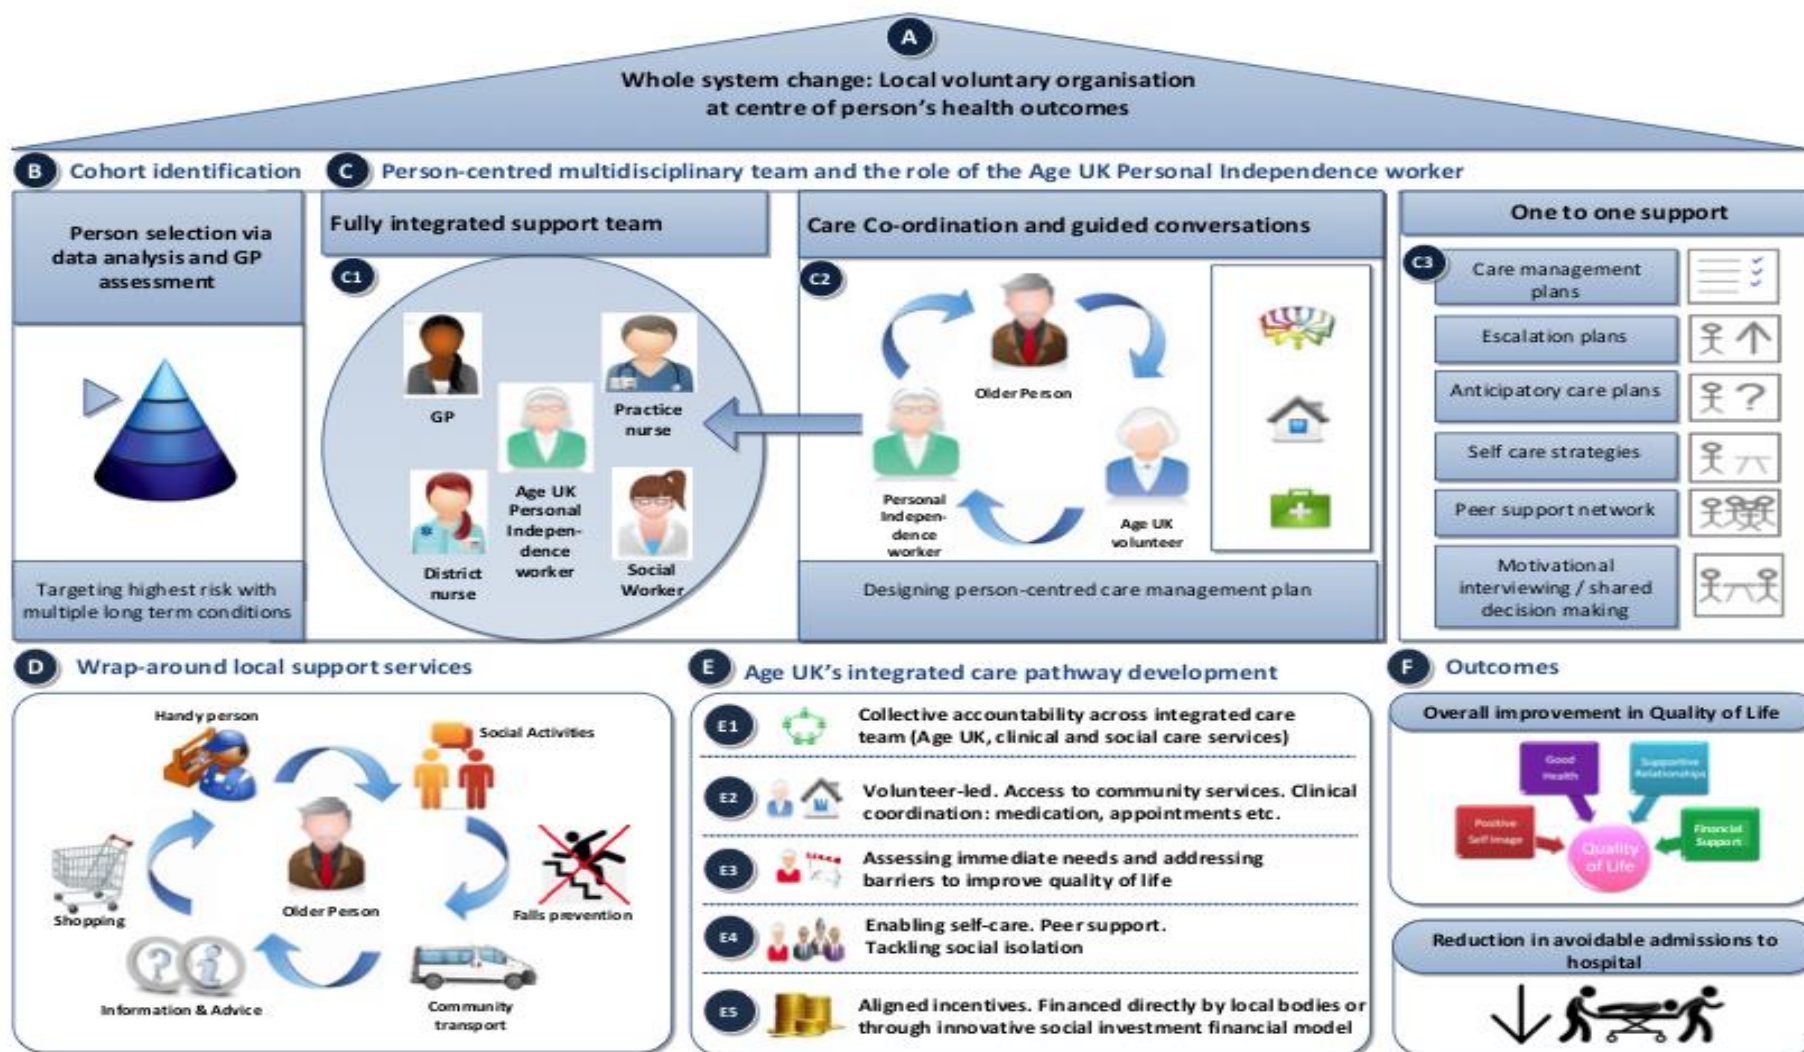 A
Whole system change: Local voluntary organisation
at centre of person's health outcomes
B Cohort identification
Person selection via
data analysis and GP
assessment
Targeting highest risk with
multiple long term conditions
C Person-centred multidisciplinary team and the role of the Age UK Personal Independence worker
Fully integrated support team
C1
GP
Practice
nurse
Age UK
Personal
Indepen-
dence
worker
District
nurse
Social
Worker
Care Co-ordination and guided conversations
C2
Older Person
Personal
Indepen-
dence
worker
Age UK
volunteer
Designing person-centred care management plan
One to one support
C3
Care management
plans
Escalation plans
Anticipatory care plans
?
Self care strategies
Peer support network
Motivational
interviewing / shared
decision making
D Wrap-around local support services
Handy person
Social Activities
Older Person
Shopping
Falls prevention
? i
Information & Advice
Community
transport
E Age UK's integrated care pathway development
E1
Collective accountability across integrated care
team (Age UK, clinical and social care services)
E2
Volunteer-led. Access to community services. Clinical
coordination: medication, appointments etc.
E3
Assessing immediate needs and addressing
barriers to improve quality of life
E4
Enabling self-care. Peer support.
Tackling social isolation
E5
Aligned incentives. Financed directly by local bodies or
through innovative social investment financial model
F Outcomes
Overall improvement in Quality of Life
Good
Health
Supportive
Relationships
Positive
Self Image
Financial
Support
Quality
of Life
Reduction in avoidable admissions to
hospital